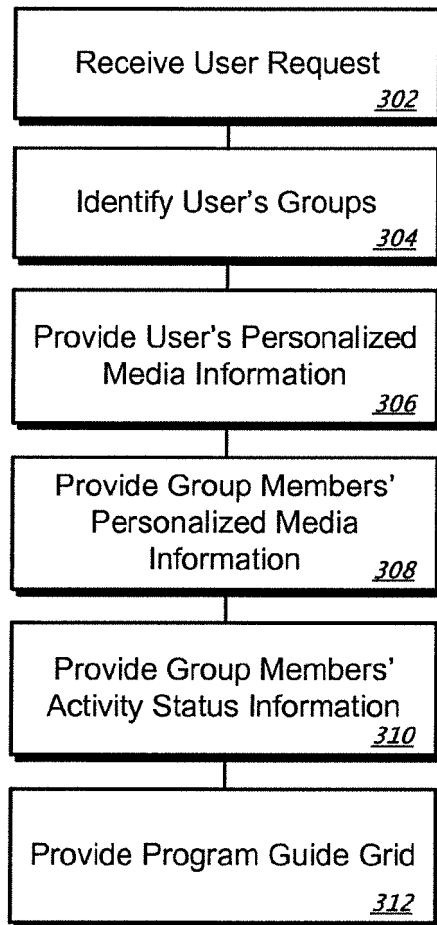 Receive User Request
302
Identify User's Groups
304
Provide User's Personalized
Media Information
306
Provide Group Members'
Personalized Media
Information
308
Provide Group Members'
Activity Status Information
310
Provide Program Guide Grid
312